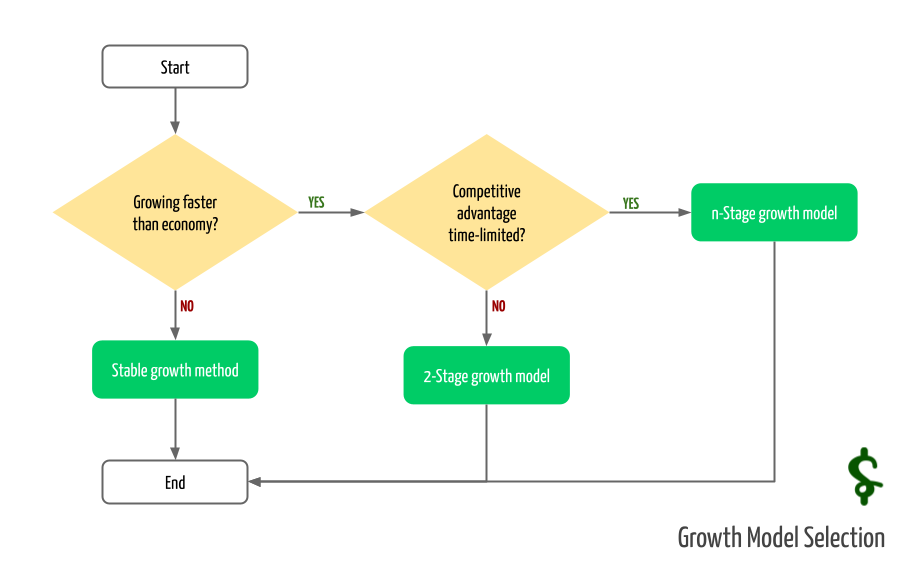 Start
Growing faster
than economy?
YES
Competitive
advantage
time-limited?
YES
n-Stage growth model
NO
NO
Stable growth method
2-Stage growth model
End
Growth Model Selection